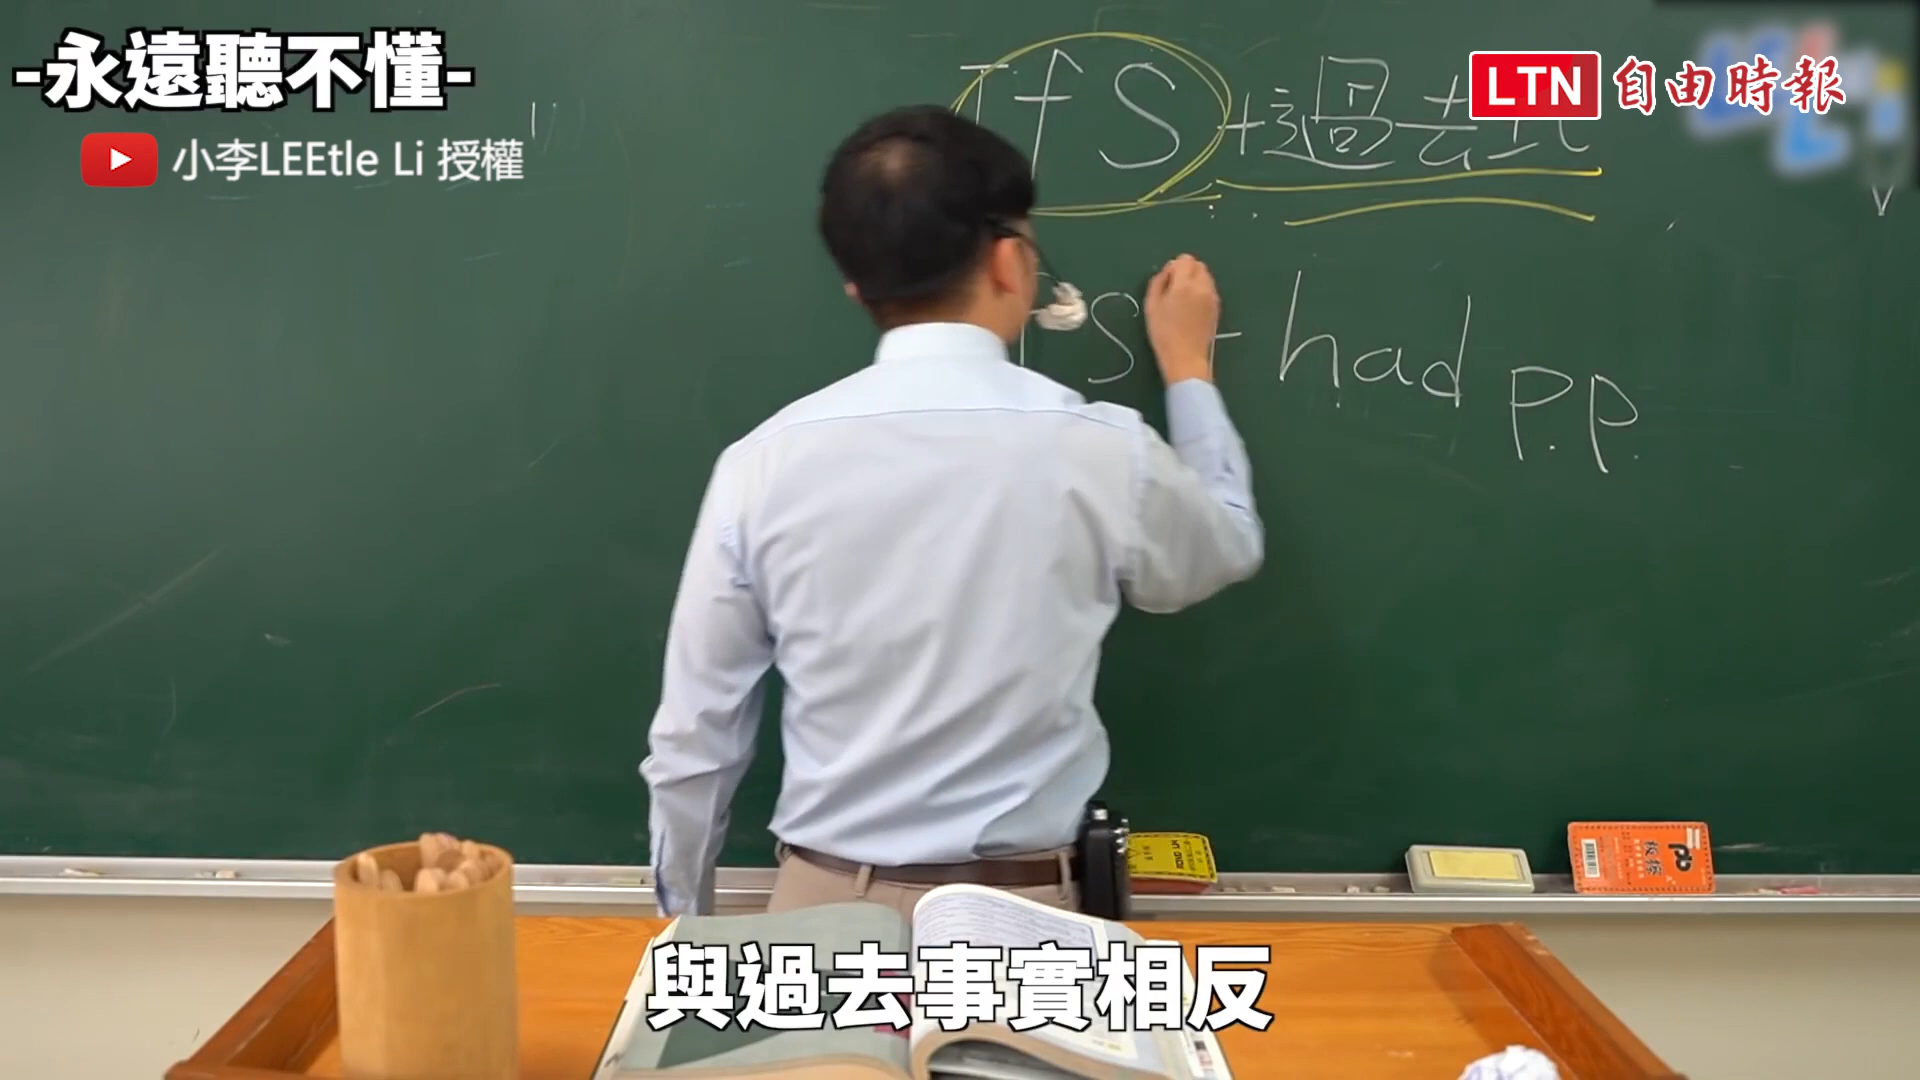 -永遠聽不懂-
小李LEEtle Li 授權
LTN 自由時報
If S+過去式
S + had p.p.
與過去事實相反